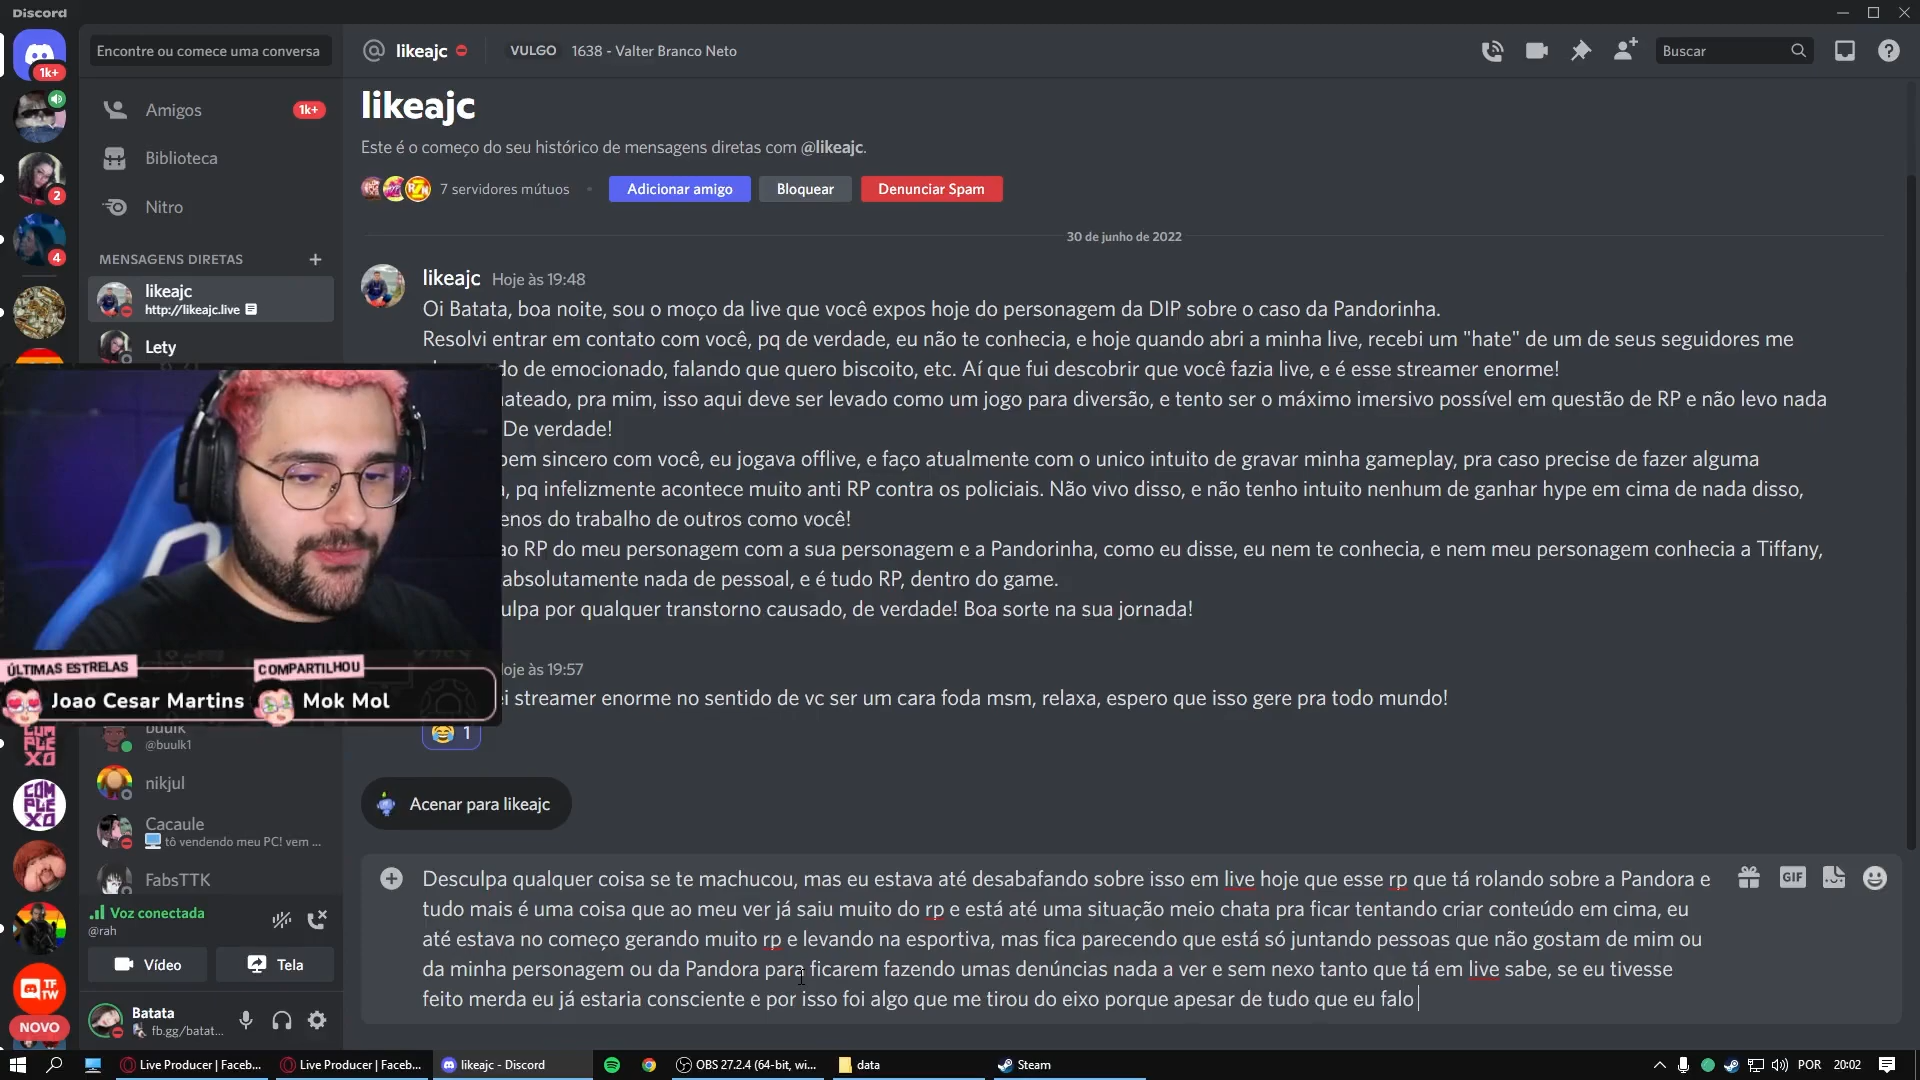 Discord
Encontre ou comece uma conversa
likeajc
VULGO 1638 - Valter Branco Neto
Buscar
1k+
Amigos
1k+
Biblioteca
Nitro
2
4
MENSAGENS DIRETAS
likeajc
http://likeajc.live
Lety
likeajc
Este é o começo do seu histórico de mensagens diretas com @likeajc.
7 servidores mútuos
Adicionar amigo
Bloquear
Denunciar Spam
30 de junho de 2022
likeajc Hoje às 19:48
Oi Batata, boa noite, sou o moço da live que você expos hoje do personagem da DIP sobre o caso da Pandorinha.
Resolvi entrar em contato com você, pq de verdade, eu não te conhecia, e hoje quando abri a minha live, recebi um "hate" de um de seus seguidores me
do de emocionado, falando que quero biscoito, etc. Aí que fui descobrir que você fazia live, e é esse streamer enorme!
ateado, pra mim, isso aqui deve ser levado como um jogo para diversão, e tento ser o máximo imersivo possível em questão de RP e não levo nada
De verdade!
bem sincero com você, eu jogava offlive, e faço atualmente com o unico intuito de gravar minha gameplay, pra caso precise de fazer alguma
, pq infelizmente acontece muito anti RP contra os policiais. Não vivo disso, e não tenho intuito nenhum de ganhar hype em cima de nada disso,
enos do trabalho de outros como você!
ao RP do meu personagem com a sua personagem e a Pandorinha, como eu disse, eu nem te conhecia, e nem meu personagem conhecia a Tiffany,
absolutamente nada de pessoal, e é tudo RP, dentro do game.
ulpa por qualquer transtorno causado, de verdade! Boa sorte na sua jornada!
oje às 19:57
i streamer enorme no sentido de vc ser um cara foda msm, relaxa, espero que isso gere pra todo mundo!
1
ÚLTIMAS ESTRELAS
COMPARTILHOU
Joao Cesar Martins
Mok Mol
buulk
@buulk1
nikjul
Cacaule
tô vendendo meu PC! vem ...
FabsTTK
COMPLEXO
COMPLEXO
TF
TW
NOVO
Acenar para likeajc
Voz conectada
@rah
Vídeo
Tela
Batata
fb.gg/batat...
Desculpa qualquer coisa se te machucou, mas eu estava até desabafando sobre isso em live hoje que esse rp que tá rolando sobre a Pandora e
tudo mais é uma coisa que ao meu ver já saiu muito do rp e está até uma situação meio chata pra ficar tentando criar conteúdo em cima, eu
até estava no começo gerando muito rp e levando na esportiva, mas fica parecendo que está só juntando pessoas que não gostam de mim ou
da minha personagem ou da Pandora para ficarem fazendo umas denúncias nada a ver e sem nexo tanto que tá em live sabe, se eu tivesse
feito merda eu já estaria consciente e por isso foi algo que me tirou do eixo porque apesar de tudo que eu falo
GIF
Live Producer | Faceb...
Live Producer | Faceb...
likeajc - Discord
OBS 27.2.4 (64-bit, wi...
data
Steam
POR
20:02